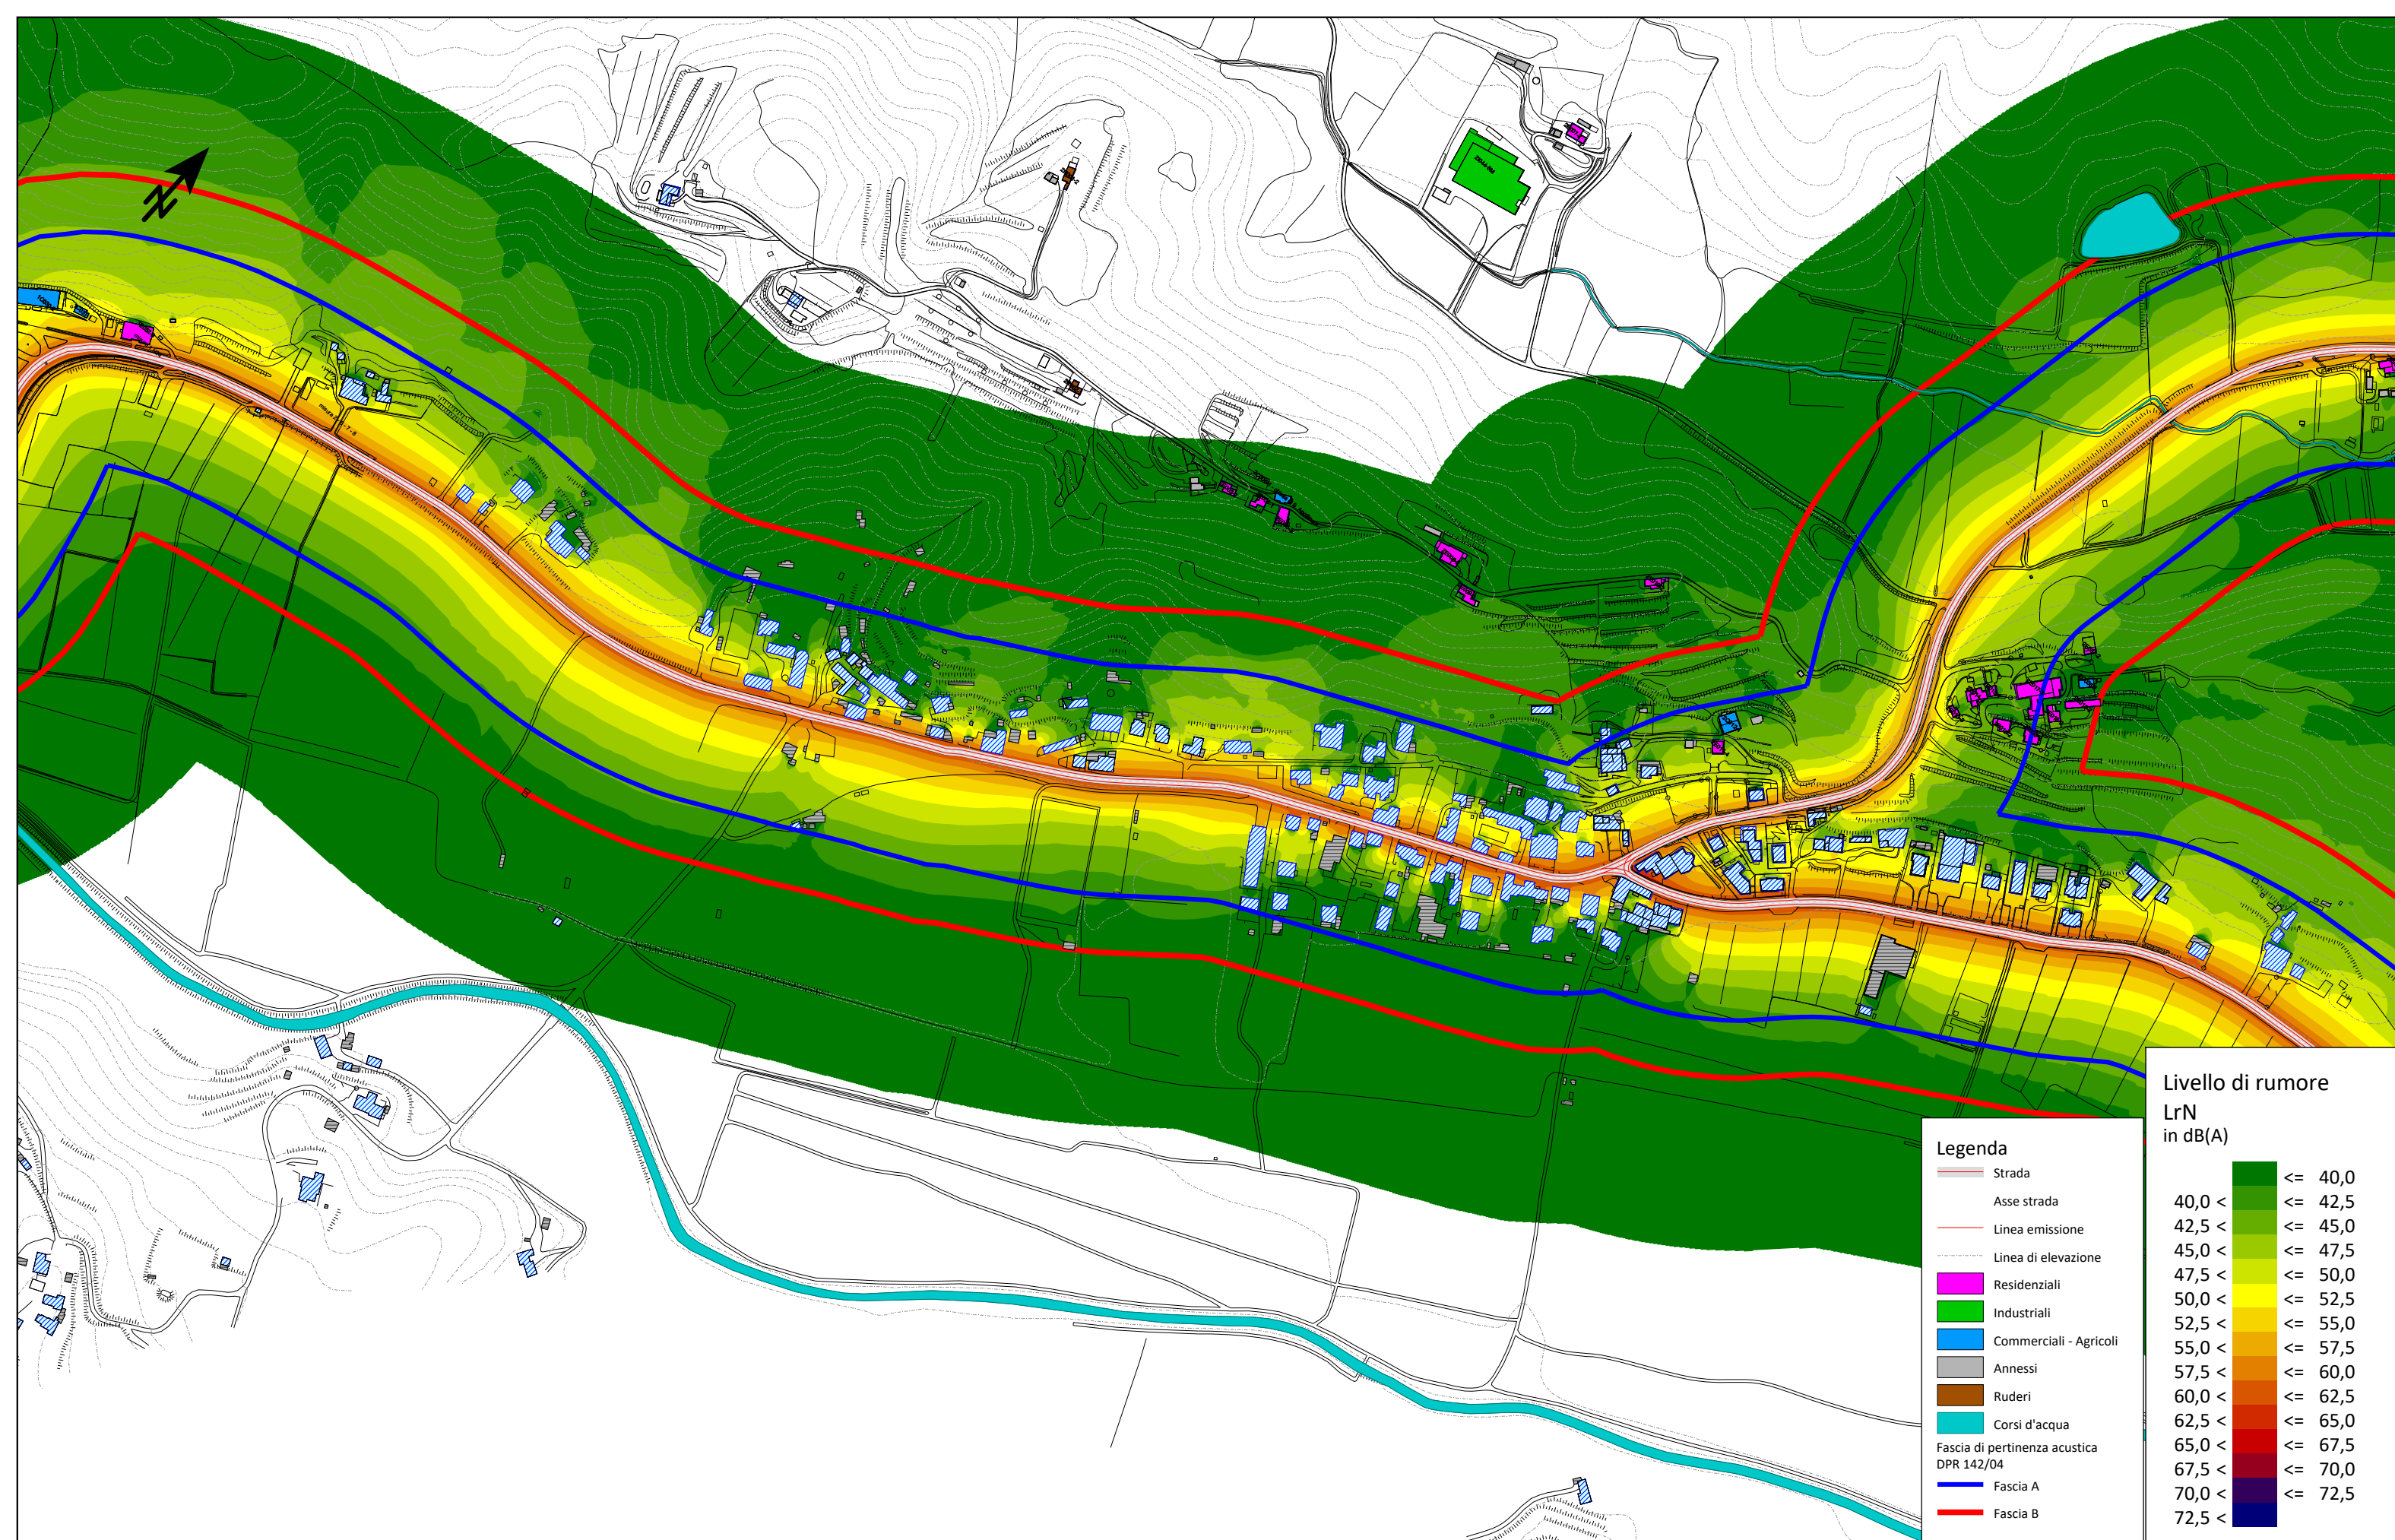 N
Legenda
Strada
Asse strada
Linea emissione
Linea di elevazione
Residenziali
Industriali
Commerciali - Agricoli
Annessi
Ruderi
Corsi d'acqua
Fascia di pertinenza acustica
DPR 142/04
Fascia A
Fascia B
Livello di rumore
LrN
in dB(A)
<= 40,0
40,0 < <= 42,5
42,5 < <= 45,0
45,0 < <= 47,5
47,5 < <= 50,0
50,0 < <= 52,5
52,5 < <= 55,0
55,0 < <= 57,5
57,5 < <= 60,0
60,0 < <= 62,5
62,5 < <= 65,0
65,0 < <= 67,5
67,5 < <= 70,0
70,0 < <= 72,5
72,5 <